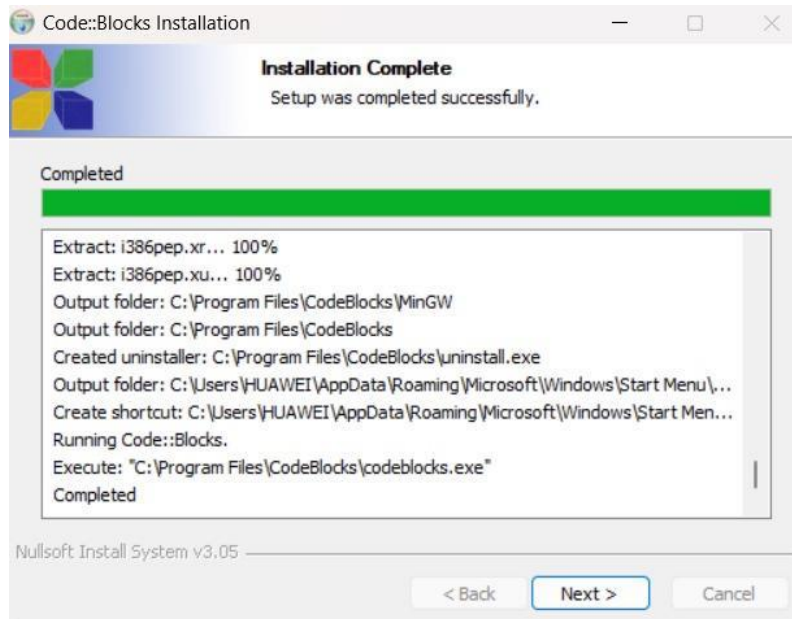 Code::Blocks Installation
Installation Complete
Setup was completed successfully.
Completed
Extract: i386pep.xr... 100%
Extract: i386pep.xu... 100%
Output folder: C:\Program Files\CodeBlocks\MinGW
Output folder: C:\Program Files\CodeBlocks
Created uninstaller: C:\Program Files\CodeBlocks\uninstall.exe
Output folder: C:\Users\HUAWEI\AppData\Roaming\Microsoft\Windows\Start Menu\...
Create shortcut: C:\Users\HUAWEI\AppData\Roaming\Microsoft\Windows\Start Men...
Running Code::Blocks.
Execute: "C:\Program Files\CodeBlocks\codeblocks.exe"
Completed
Nullsoft Install System v3.05
< Back Next > Cancel